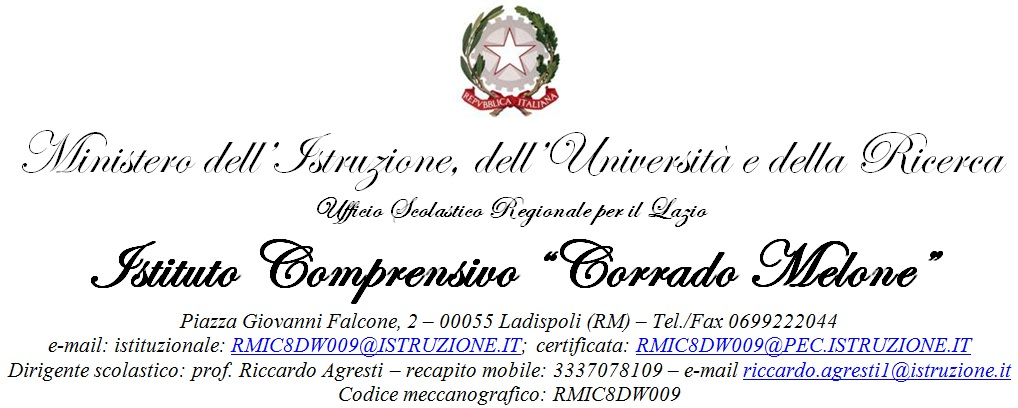 REPVBBLICA ITALIANA
Ministero dell'Istruzione, dell'Università e della Ricerca
Ufficio Scolastico Regionale per il Lazio
Istituto Comprensivo “Corrado Melone”
Piazza Giovanni Falcone, 2 – 00055 Ladispoli (RM) – Tel./Fax 0699222044
e-mail: istituzionale: RMIC8DW009@ISTRUZIONE.IT; certificata: RMIC8DW009@PEC.ISTRUZIONE.IT
Dirigente scolastico: prof. Riccardo Agresti – recapito mobile: 3337078109 – e-mail riccardo.agresti1@istruzione.it
Codice meccanografico: RMIC8DW009